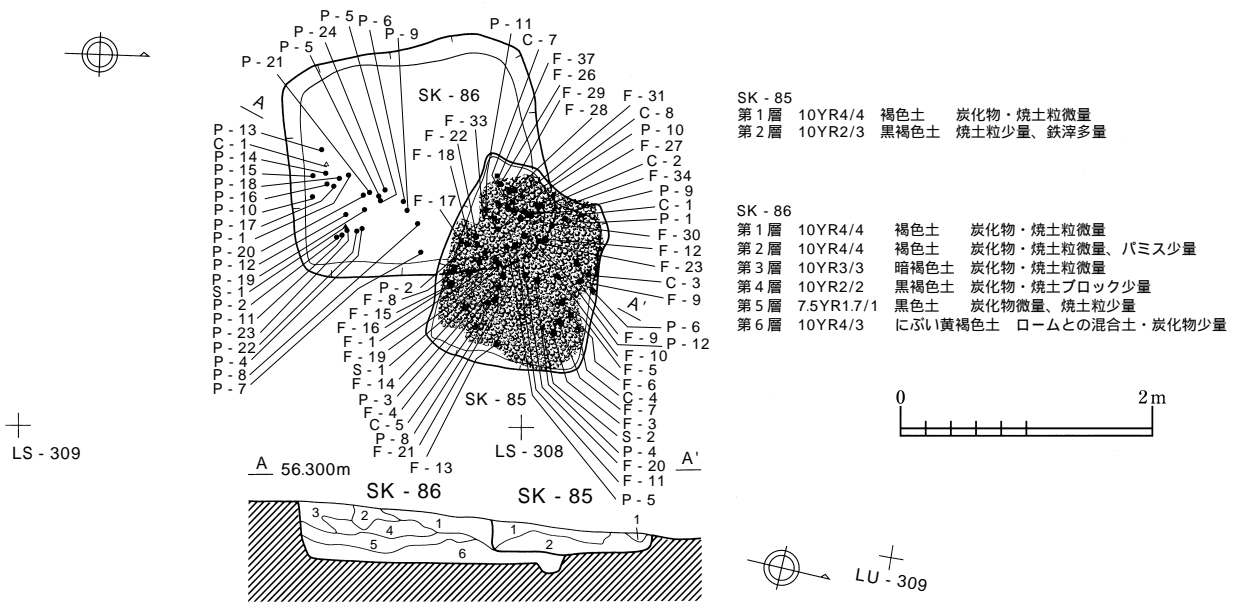 P - 5
P - 6
P - 24
P - 9
P - 5
P - 21
P - 11
C - 7
F - 37
F - 26
F - 29
F - 28
SK - 86
F - 31
C - 8
P - 10
F - 27
C - 2
F - 34
P - 9
C - 1
P - 1
F - 30
F - 12
F - 23
C - 3
F - 9
F - 33
F - 22
F - 18
F - 17
A
P - 13
C - 1
P - 14
P - 15
P - 18
P - 16
P - 10
P - 17
P - 1
P - 20
P - 12
P - 19
S - 1
P - 2
P - 11
P - 23
P - 22
P - 4
P - 8
P - 7
P - 2
F - 8
F - 15
F - 16
F - 1
F - 19
S - 1
F - 14
P - 3
F - 4
C - 5
P - 8
F - 21
F - 13
A'
P - 6
P - 12
F - 9
F - 10
F - 5
F - 6
C - 4
F - 7
F - 3
S - 2
P - 4
F - 20
F - 11
P - 5
SK - 85
LS - 309
LS - 308
SK - 85
第1層 10YR4/4 褐色土 炭化物・焼土粒微量
第2層 10YR2/3 黒褐色土 焼土粒少量、鉄滓多量
SK - 86
第1層 10YR4/4 褐色土 炭化物・焼土粒微量
第2層 10YR4/4 褐色土 炭化物・焼土粒微量、パミス少量
第3層 10YR3/3 暗褐色土 炭化物・焼土粒微量
第4層 10YR2/2 黒褐色土 炭化物・焼土ブロック少量
第5層 7.5YR1.7/1 黒色土 炭化物微量、焼土粒少量
第6層 10YR4/3 にぶい黄褐色土 ロームとの混合土・炭化物少量
0 2m
A 56.300m A'
SK - 86 SK - 85
3 2 1 4 5 6 1 2 1
LU - 309